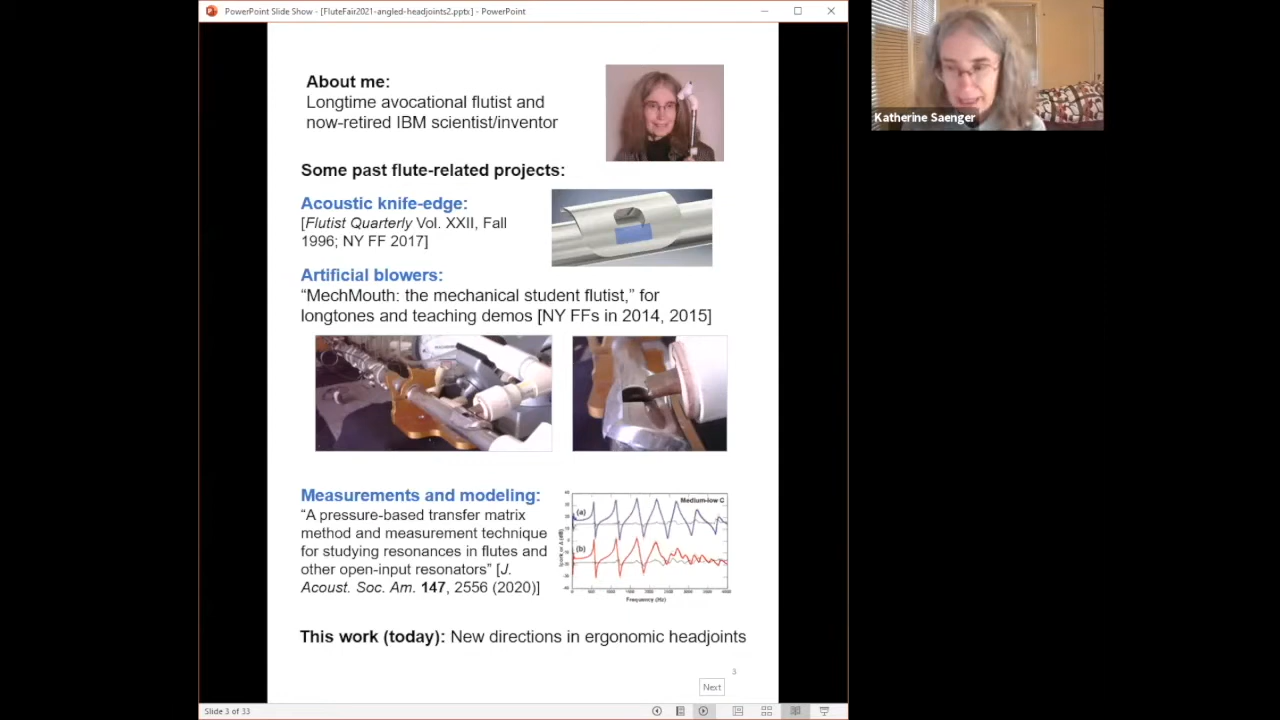 PowerPoint Slide Show - [FluteFair2021-angled-headjoints2.pptx] - PowerPoint
About me:
Longtime avocational flutist and
now-retired IBM scientist/inventor
Katherine Saenger
Some past flute-related projects:
Acoustic knife-edge:
[Flutist Quarterly Vol. XXII, Fall
1996; NY FF 2017]
Artificial blowers:
“MechMouth: the mechanical student flutist,” for
longtones and teaching demos [NY FFs in 2014, 2015]
Measurements and modeling:
“A pressure-based transfer matrix
method and measurement technique
for studying resonances in flutes and
other open-input resonators” [J.
Acoust. Soc. Am. 147, 2556 (2020)]
Medium-low C
(a)
(b)
Frequency (Hz)
This work (today): New directions in ergonomic headjoints
3
Next
Slide 3 of 33